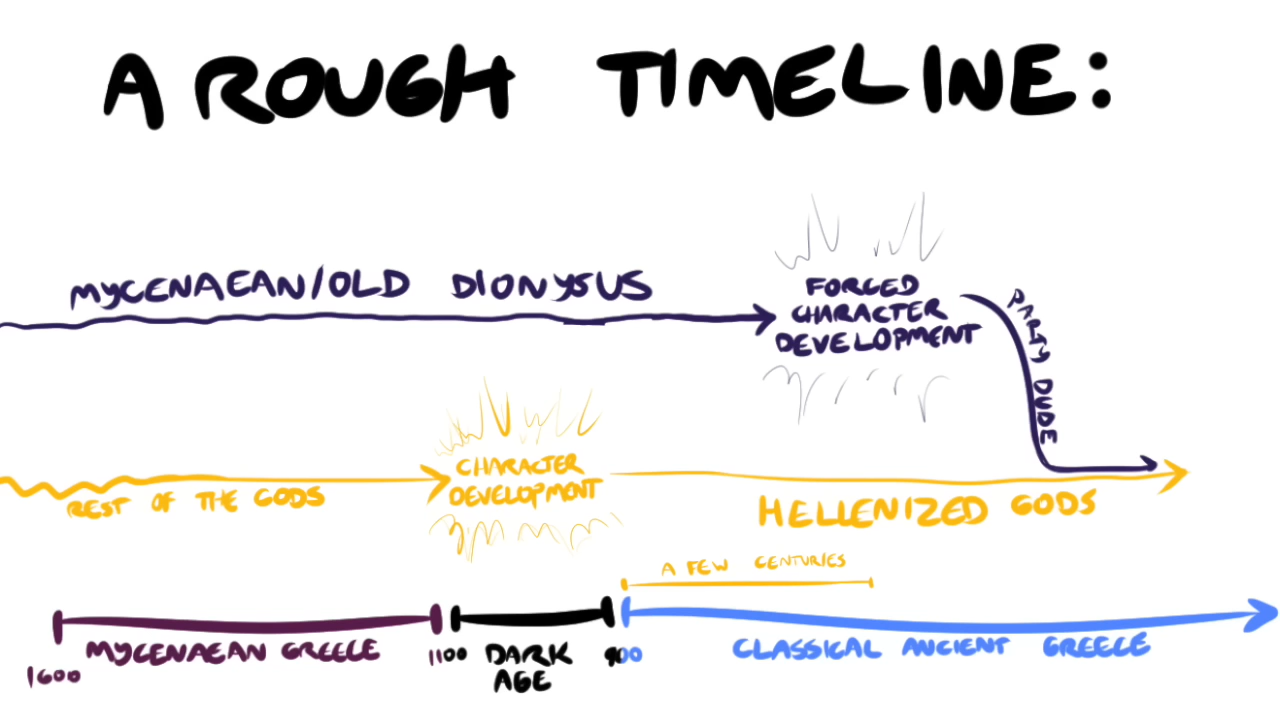 A ROUGH TIMELINE:
MYCENAEAN/OLD DIONYSUS
FORCED
CHARACTER
DEVELOPMENT
PARTY DUDE
CHARACTER
DEVELOPMENT
REST OF THE GODS
HELLENIZED GODS
A FEW CENTURIES
1600
MYCENAEAN GREECE
1100
DARK
AGE
900
CLASSICAL ANCIENT GREECE